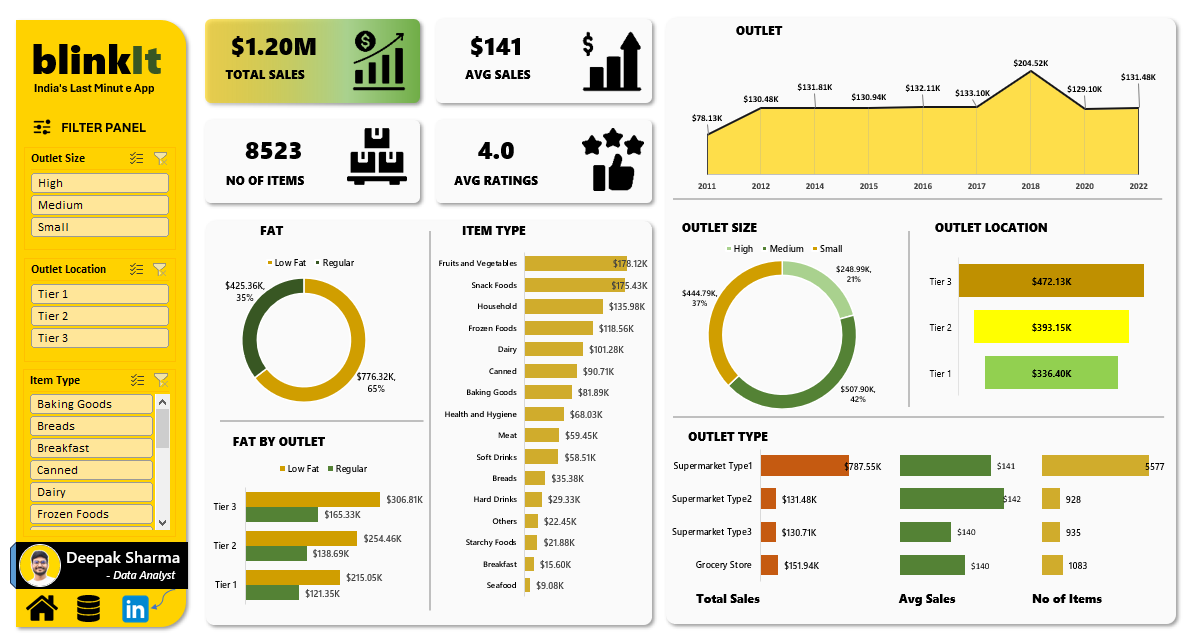 blinkIt
India's Last Minut e App
FILTER PANEL
Outlet Size
High
Medium
Small
Outlet Location
Tier 1
Tier 2
Tier 3
Item Type
Baking Goods
Breads
Breakfast
Canned
Dairy
Frozen Foods
Deepak Sharma
- Data Analyst
in
$1.20M
TOTAL SALES
$
$141
AVG SALES
$
8523
NO OF ITEMS
4.0
AVG RATINGS
FAT
Low Fat Regular
$425.36K,
35%
$776.32K,
65%
FAT BY OUTLET
Low Fat Regular
Tier 3 $306.81K
$165.33K
Tier 2 $254.46K
$138.69K
Tier 1 $215.05K
$121.35K
ITEM TYPE
Fruits and Vegetables $178.12K
Snack Foods $175.43K
Household $135.98K
Frozen Foods $118.56K
Dairy $101.28K
Canned $90.71K
Baking Goods $81.89K
Health and Hygiene $68.03K
Meat $59.45K
Soft Drinks $58.51K
Breads $35.38K
Hard Drinks $29.33K
Others $22.45K
Starchy Foods $21.88K
Breakfast $15.60K
Seafood $9.08K
OUTLET
$78.13K $130.48K $131.81K $130.94K $132.11K $133.10K $204.52K $129.10K $131.48K
2011 2012 2014 2015 2016 2017 2018 2020 2022
OUTLET SIZE
High Medium Small
$248.99K,
21%
$444.79K,
37%
$507.90K,
42%
OUTLET LOCATION
Tier 3 $472.13K
Tier 2 $393.15K
Tier 1 $336.40K
OUTLET TYPE
Supermarket Type1 $787.55K $141 5577
Supermarket Type2 $131.48K $142 928
Supermarket Type3 $130.71K $140 935
Grocery Store $151.94K $140 1083
Total Sales Avg Sales No of Items